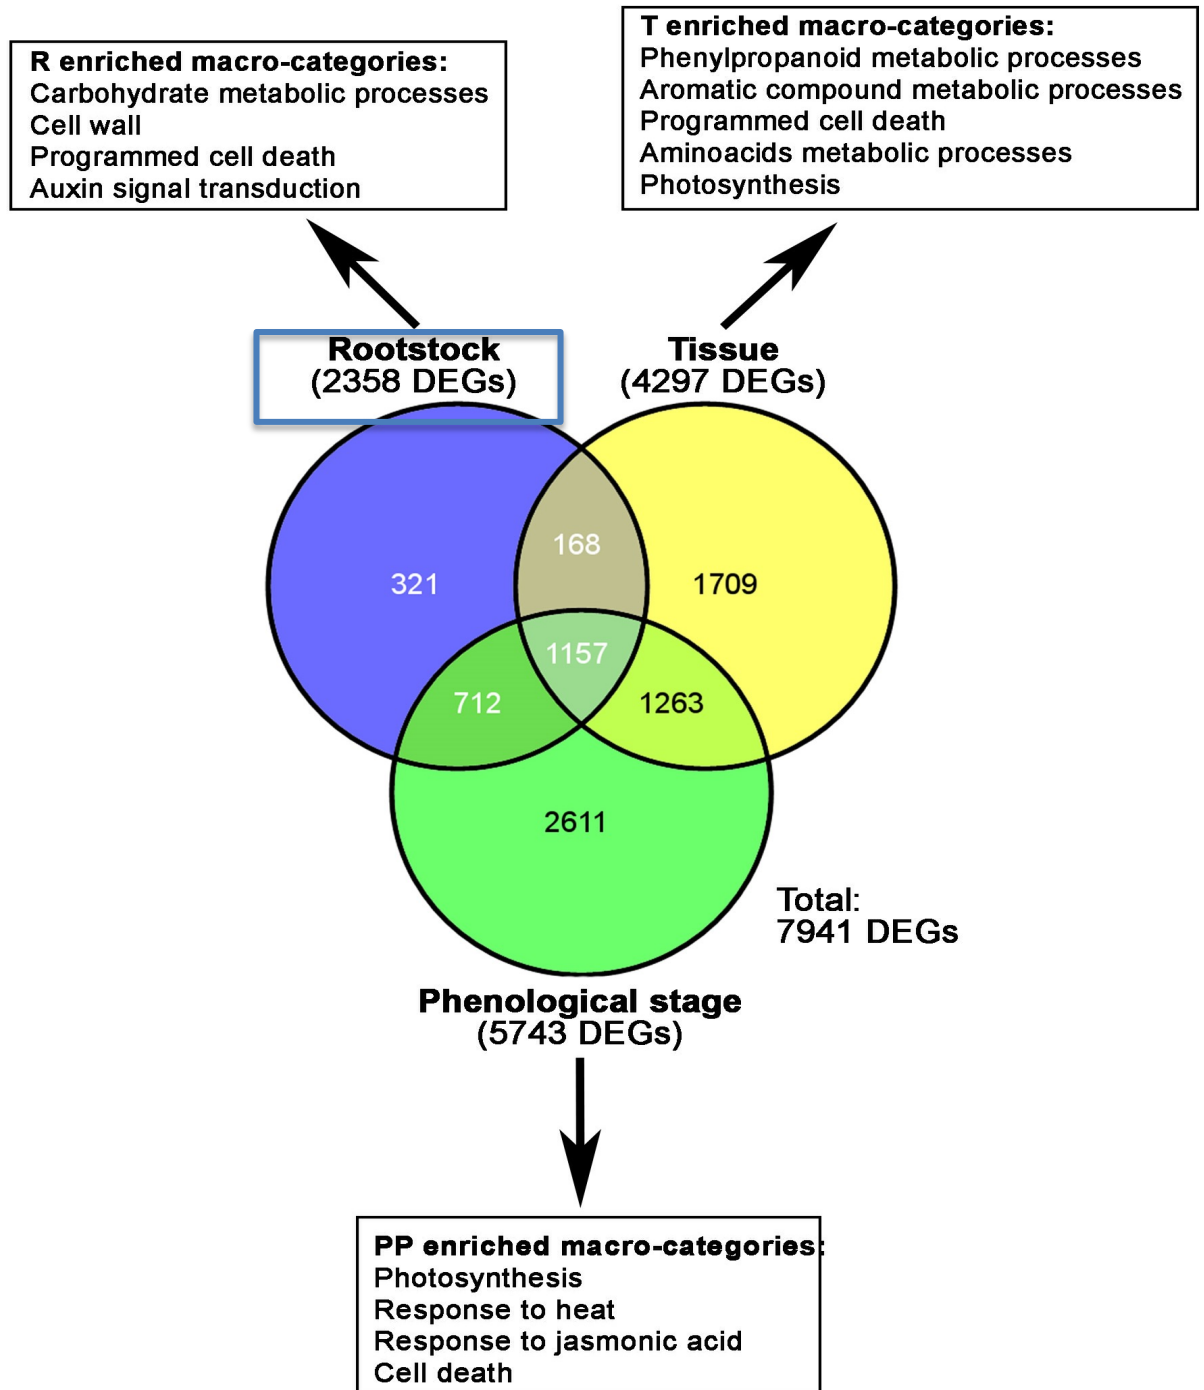 R enriched macro-categories:
Carbohydrate metabolic processes
Cell wall
Programmed cell death
Auxin signal transduction
T enriched macro-categories:
Phenylpropanoid metabolic processes
Aromatic compound metabolic processes
Programmed cell death
Aminoacids metabolic processes
Photosynthesis
Rootstock
(2358 DEGs)
Tissue
(4297 DEGs)
168
321
1709
1157
712
1263
2611
Total:
7941 DEGs
Phenological stage
(5743 DEGs)
PP enriched macro-categories:
Photosynthesis
Response to heat
Response to jasmonic acid
Cell death